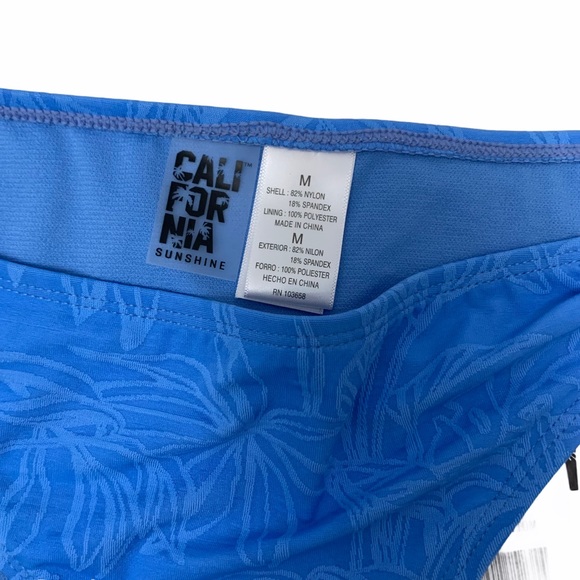 CALI™
FOR
NIA
SUNSHINE
M
SHELL : 82% NYLON
18% SPANDEX
LINING : 100% POLYESTER
MADE IN CHINA
M
EXTERIOR : 82% NILON
18% SPANDEX
FORRO : 100% POLIESTER
HECHO EN CHINA
RN 103658